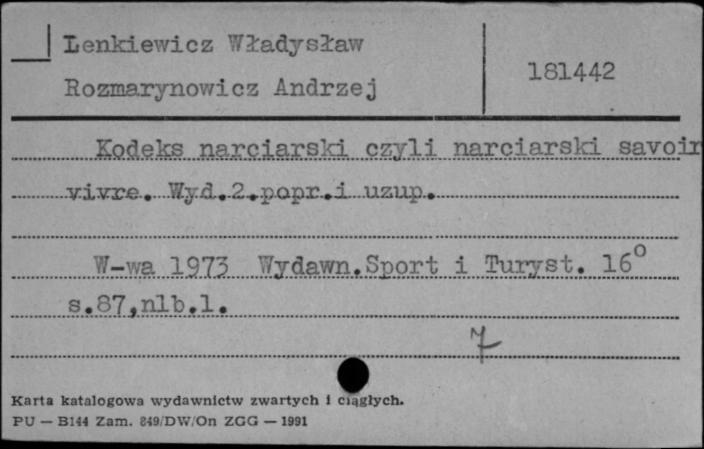 Lenkiewicz Władysław
Rozmarynowicz Andrzej
181442
Kodeks narciarski czyli narciarski savoir
vivre. Wyd.2.popr.i uzup.
W-wa 1973 Wydawn.Sport i Turyst. 16°
s.87,nlb.1.
7
Karta katalogowa wydawnictw zwartych i ciągłych.
PU — B144 Zam. 849/DW/On ZGG — 1991